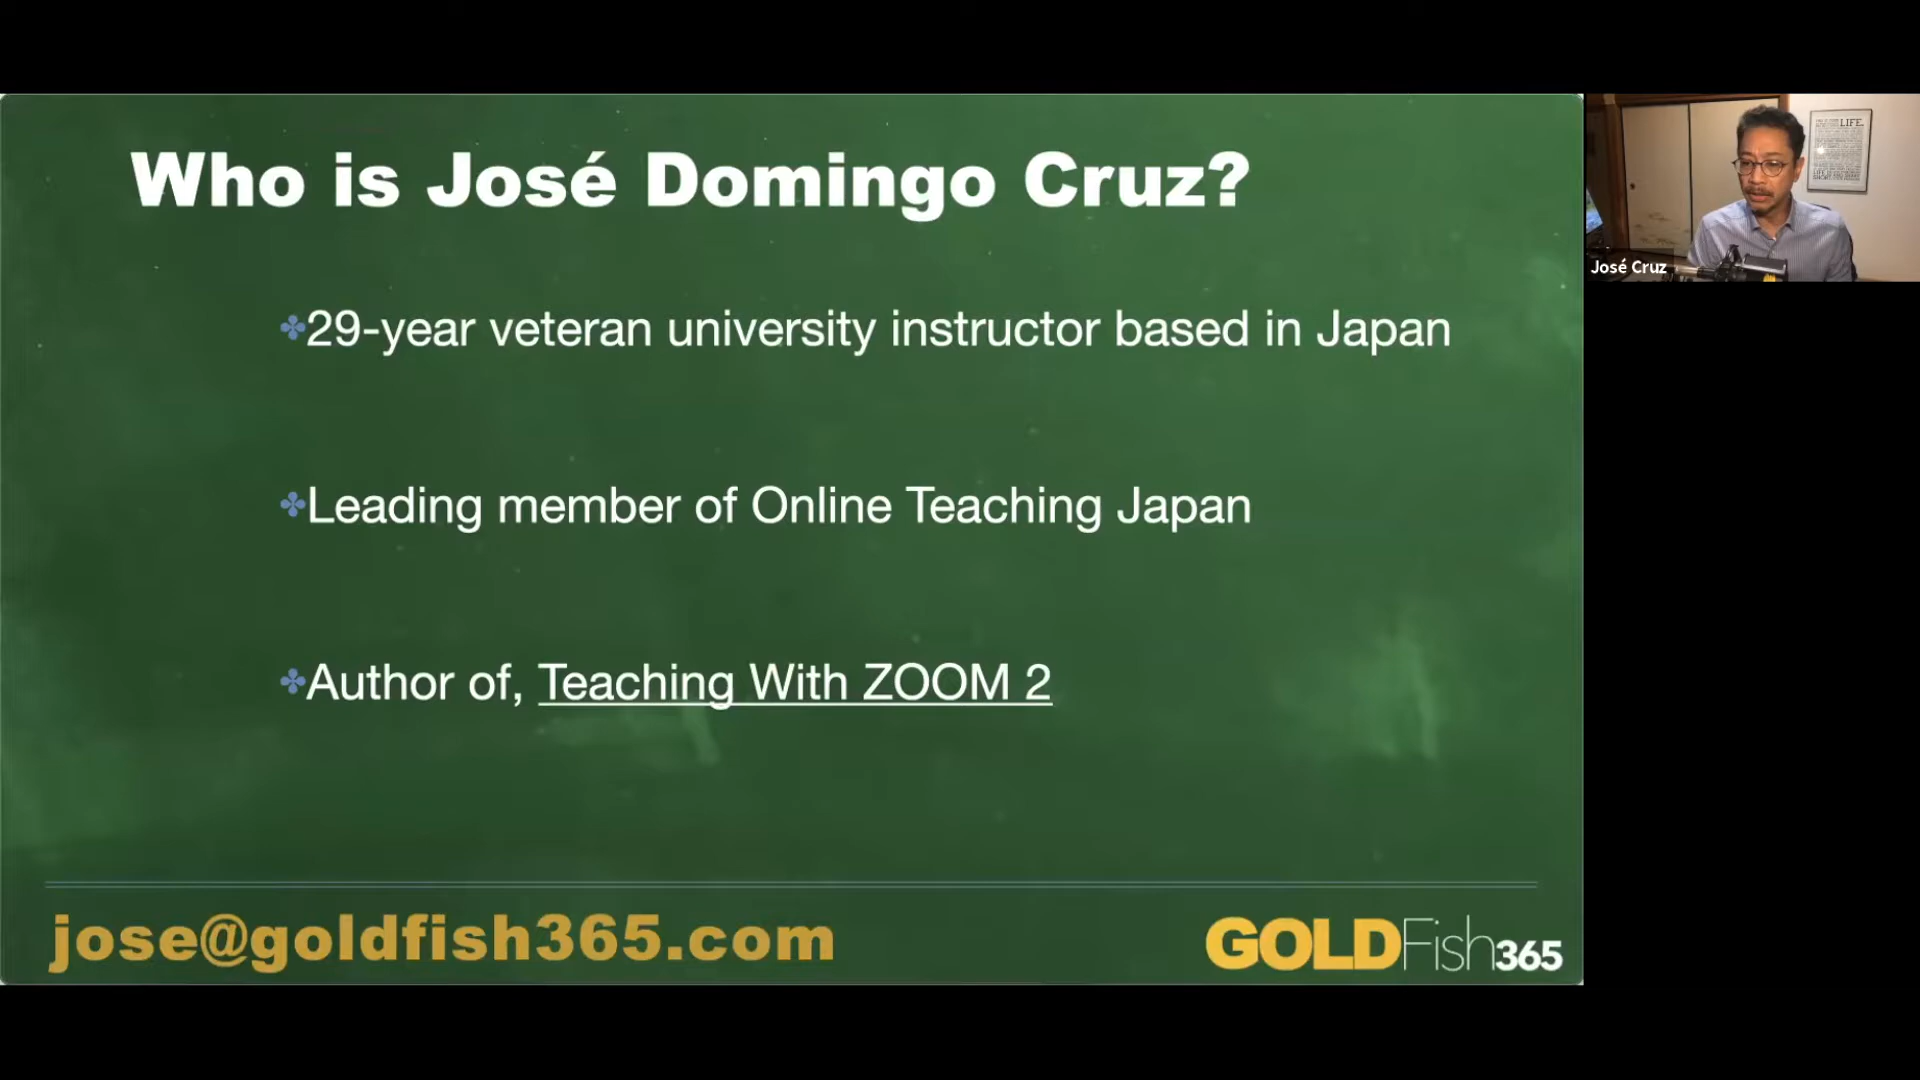 Who is José Domingo Cruz?
✤29-year veteran university instructor based in Japan
✤Leading member of Online Teaching Japan
✤Author of, Teaching With ZOOM 2
jose@goldfish365.com
GOLDFish365
José Cruz
LIFE.